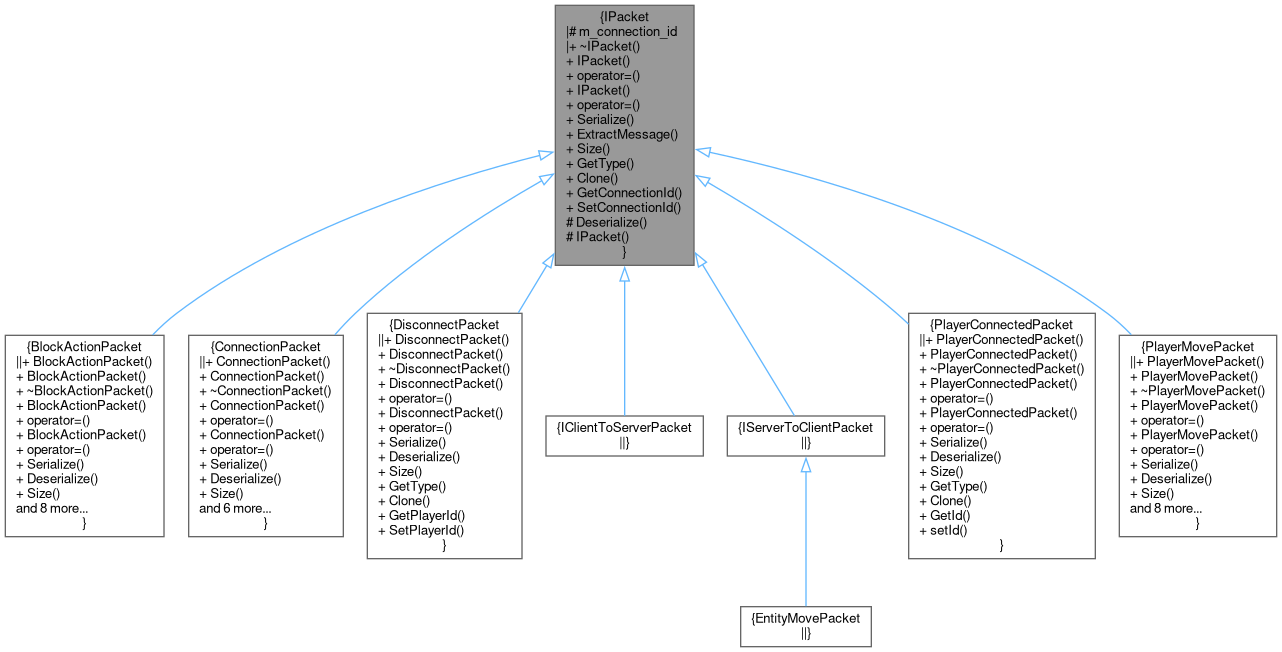 {IPacket
|# m_connection_id
|+ ~IPacket()
+ IPacket()
+ operator=()
+ IPacket()
+ operator=()
+ Serialize()
+ ExtractMessage()
+ Size()
+ GetType()
+ Clone()
+ GetConnectionId()
+ SetConnectionId()
# Deserialize()
# IPacket()
}
{BlockActionPacket
||+ BlockActionPacket()
+ BlockActionPacket()
+ ~BlockActionPacket()
+ BlockActionPacket()
+ operator=()
+ BlockActionPacket()
+ operator=()
+ Serialize()
+ Deserialize()
+ Size()
and 8 more...
}
{ConnectionPacket
||+ ConnectionPacket()
+ ConnectionPacket()
+ ~ConnectionPacket()
+ ConnectionPacket()
+ operator=()
+ ConnectionPacket()
+ operator=()
+ Serialize()
+ Deserialize()
+ Size()
and 6 more...
}
{DisconnectPacket
||+ DisconnectPacket()
+ DisconnectPacket()
+ ~DisconnectPacket()
+ DisconnectPacket()
+ operator=()
+ DisconnectPacket()
+ operator=()
+ Serialize()
+ Deserialize()
+ Size()
+ GetType()
+ Clone()
+ GetPlayerId()
+ SetPlayerId()
}
{IClientToServerPacket
||}
{IServerToClientPacket
||}
{PlayerConnectedPacket
||+ PlayerConnectedPacket()
+ PlayerConnectedPacket()
+ ~PlayerConnectedPacket()
+ PlayerConnectedPacket()
+ operator=()
+ PlayerConnectedPacket()
+ operator=()
+ Serialize()
+ Deserialize()
+ Size()
+ GetType()
+ Clone()
+ GetId()
+ setId()
}
{PlayerMovePacket
||+ PlayerMovePacket()
+ PlayerMovePacket()
+ ~PlayerMovePacket()
+ PlayerMovePacket()
+ operator=()
+ PlayerMovePacket()
+ operator=()
+ Serialize()
+ Deserialize()
+ Size()
and 8 more...
}
{EntityMovePacket
||}